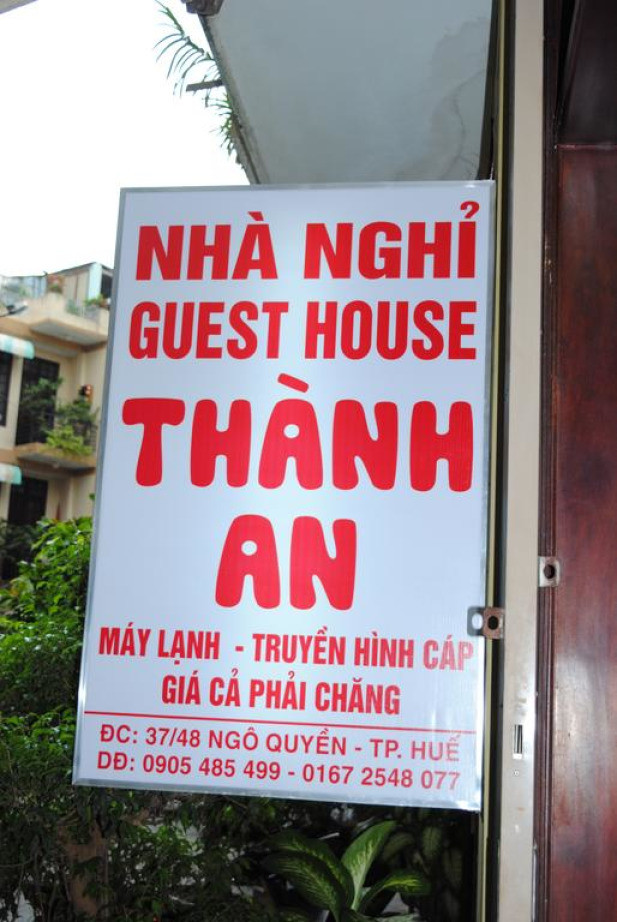 NHÀ NGHỈ
GUEST HOUSE
THÀNH
AN
MÁY LẠNH - TRUYỀN HÌNH CÁP
GIÁ CẢ PHẢI CHĂNG
ĐC: 37/48 NGÔ QUYỀN - TP. HUẾ
DĐ: 0905 485 499 - 0167 2548 077